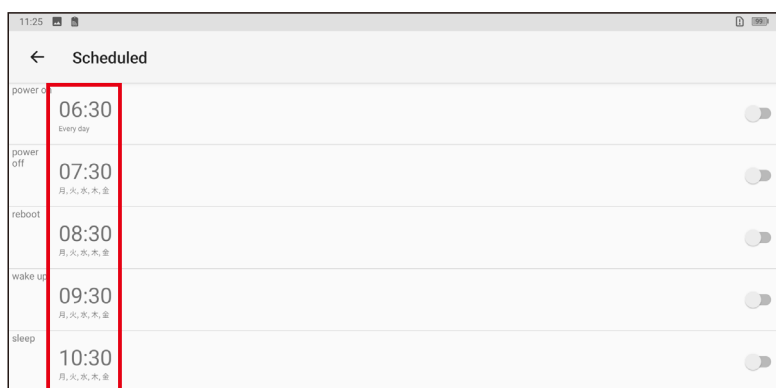 11:25
99
Scheduled
power on
06:30
Every day
power
off
07:30
月, 火, 水, 木, 金
reboot
08:30
月, 火, 水, 木, 金
wake up
09:30
月, 火, 水, 木, 金
sleep
10:30
月, 火, 水, 木, 金